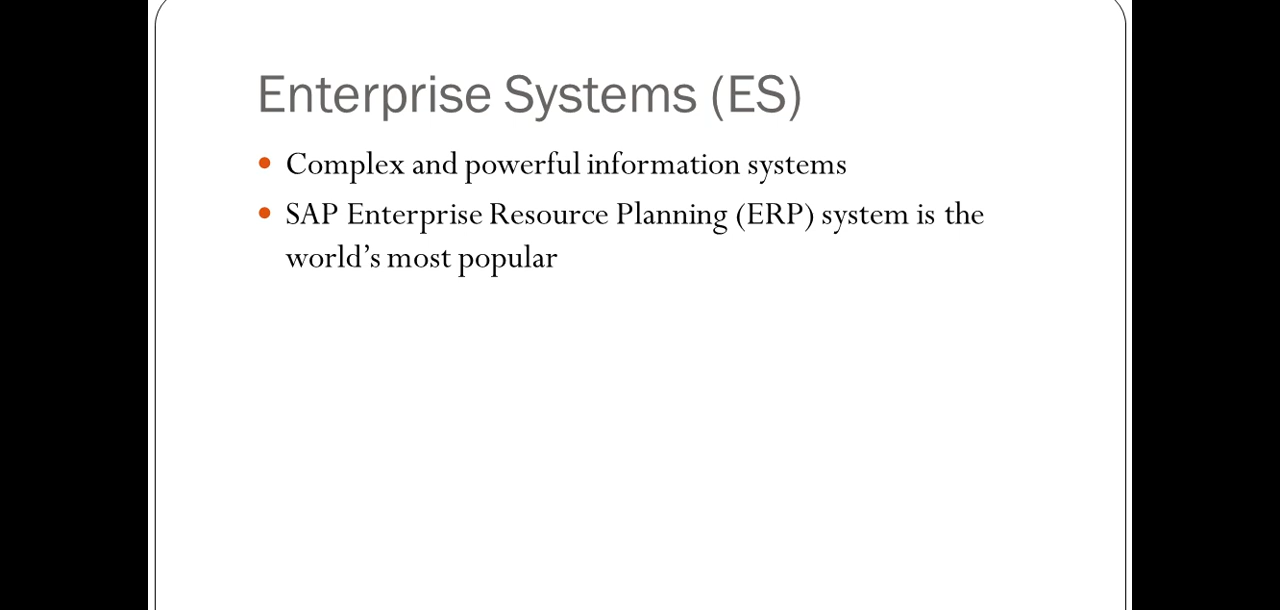 Enterprise Systems (ES)
• Complex and powerful information systems
• SAP Enterprise Resource Planning (ERP) system is the
world’s most popular